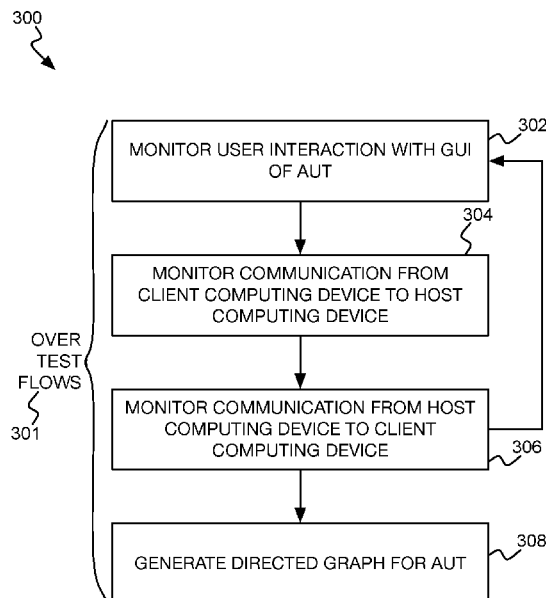 300
302
MONITOR USER INTERACTION WITH GUI
OF AUT
304
MONITOR COMMUNICATION FROM
CLIENT COMPUTING DEVICE TO HOST
COMPUTING DEVICE
OVER
TEST
FLOWS
301
MONITOR COMMUNICATION FROM HOST
COMPUTING DEVICE TO CLIENT
COMPUTING DEVICE
306
GENERATE DIRECTED GRAPH FOR AUT
308